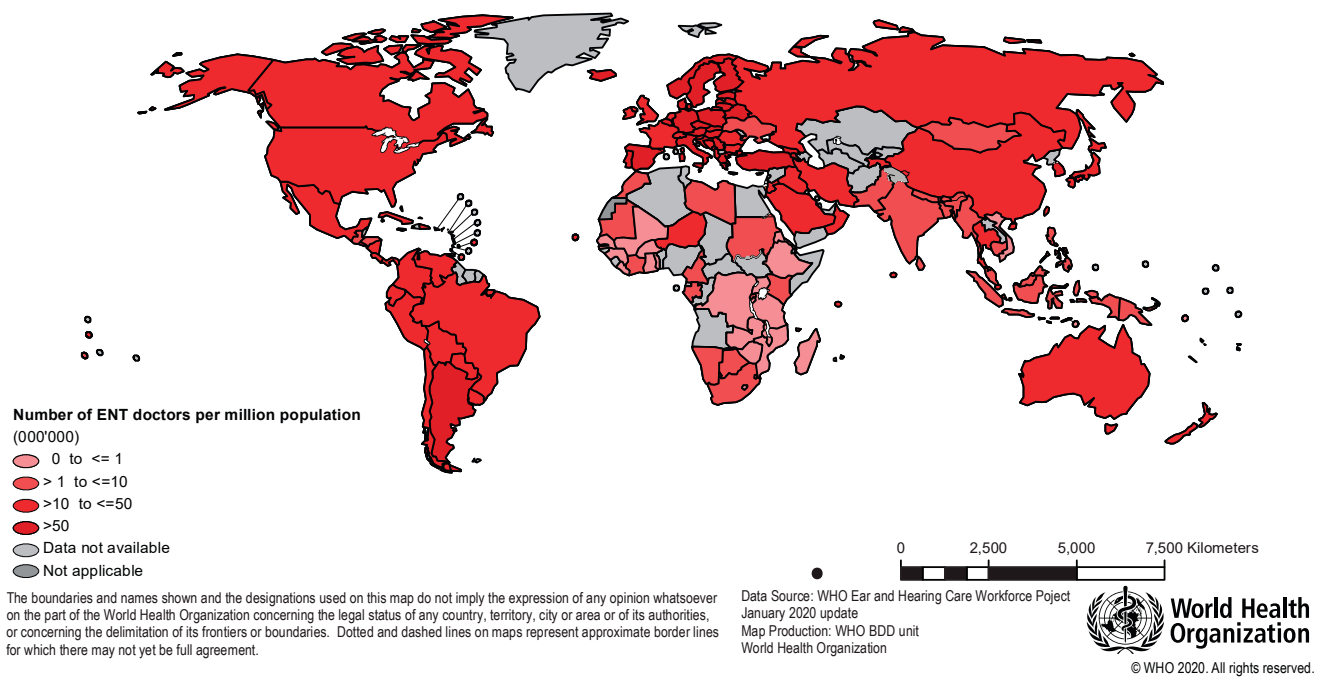 Number of ENT doctors per million population
(000'000)
0 to <= 1
> 1 to <=10
>10 to <=50
>50
Data not available
Not applicable
The boundaries and names shown and the designations used on this map do not imply the expression of any opinion whatsoever
on the part of the World Health Organization concerning the legal status of any country, territory, city or area or of its authorities,
or concerning the delimitation of its frontiers or boundaries. Dotted and dashed lines on maps represent approximate border lines
for which there may not yet be full agreement.
0 2,500 5,000 7,500 Kilometers
Data Source: WHO Ear and Hearing Care Workforce Poject
January 2020 update
Map Production: WHO BDD unit
World Health Organization
World Health
Organization
© WHO 2020. All rights reserved.